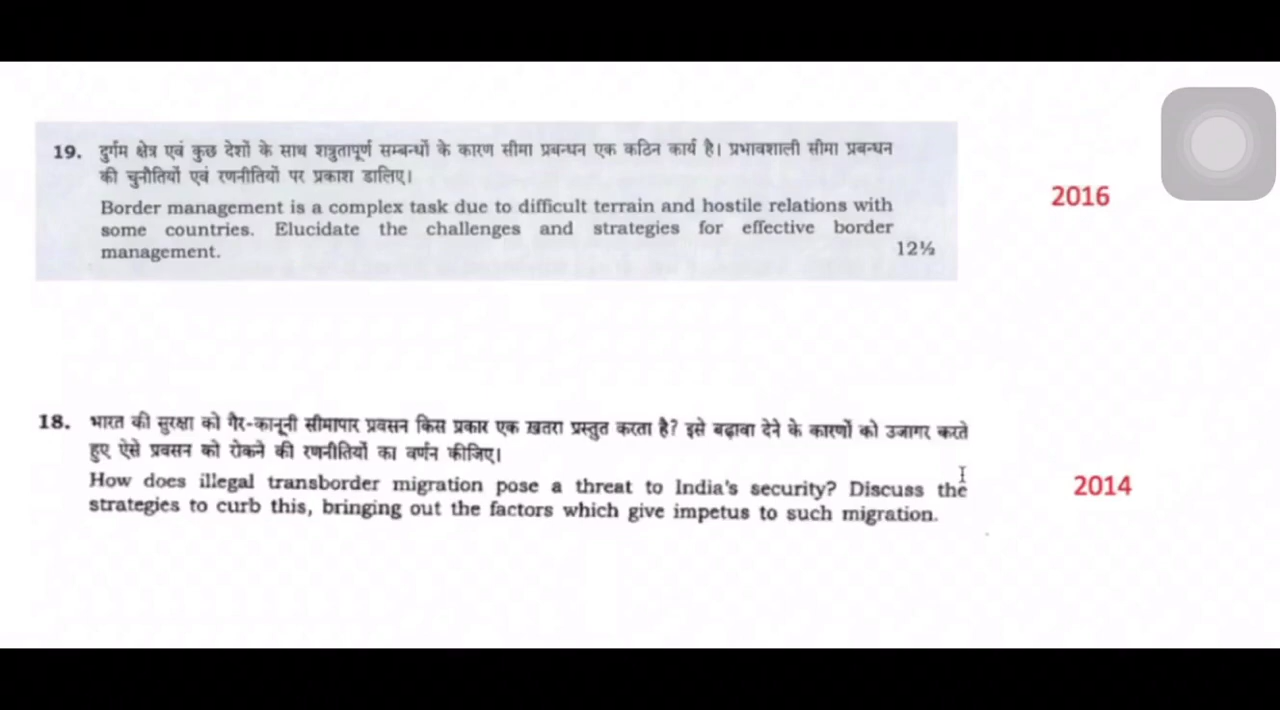 19. दुर्गम क्षेत्र एवं कुछ देशों के साथ शत्रुतापूर्ण सम्बन्धों के कारण सीमा प्रबन्धन एक कठिन कार्य है। प्रभावशाली सीमा प्रबन्धन
की चुनौतियों एवं रणनीतियों पर प्रकाश डालिए।
Border management is a complex task due to difficult terrain and hostile relations with
some countries. Elucidate the challenges and strategies for effective border
management. 12½
2016
18. भारत की सुरक्षा को गैर-कानूनी सीमापार प्रवसन किस प्रकार एक ख़तरा प्रस्तुत करता है? इसे बढ़ावा देने के कारणों को उजागर करते
हुए ऐसे प्रवसन को रोकने की रणनीतियों का वर्णन कीजिए।
How does illegal transborder migration pose a threat to India's security? Discuss the
strategies to curb this, bringing out the factors which give impetus to such migration.
2014